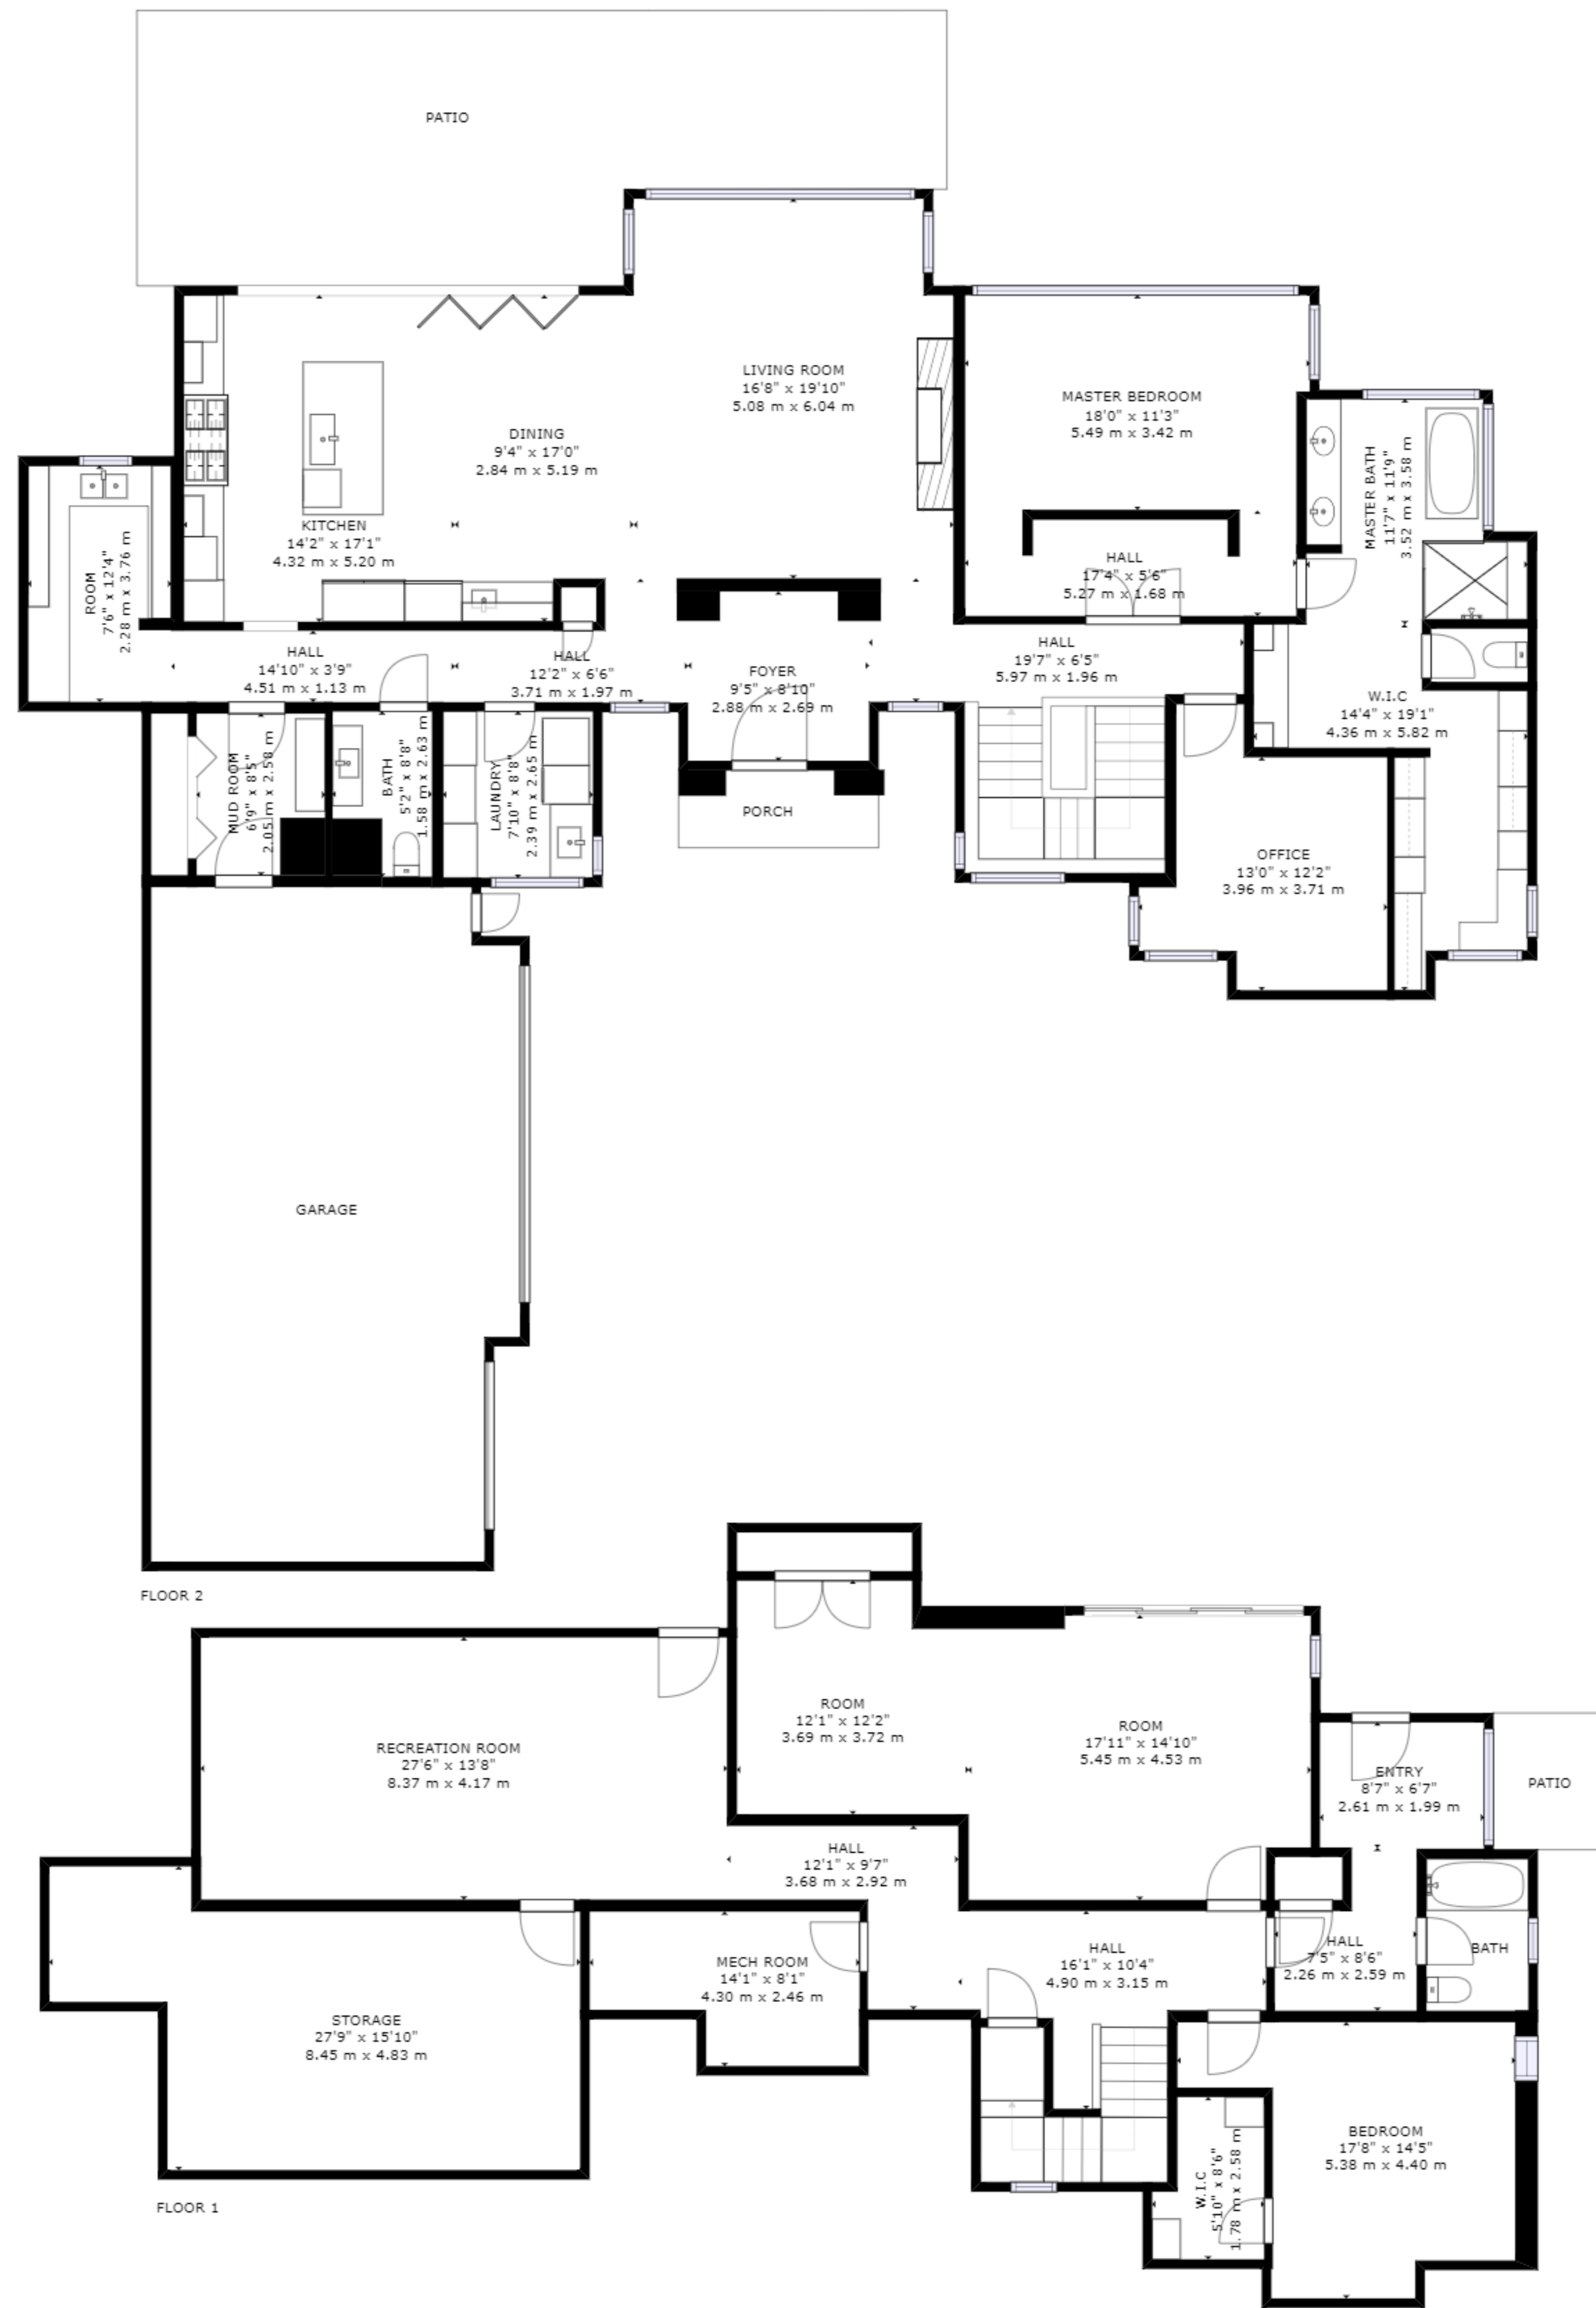 PATIO
LIVING ROOM
16'8" x 19'10"
5.08 m x 6.04 m
MASTER BEDROOM
18'0" x 11'3"
5.49 m x 3.42 m
DINING
9'4" x 17'0"
2.84 m x 5.19 m
MASTER BATH
11'7" x 11'9"
3.52 m x 3.58 m
KITCHEN
14'2" x 17'1"
4.32 m x 5.20 m
ROOM
7'6" x 12'4"
2.28 m x 3.76 m
HALL
17'4" x 5'6"
5.27 m x 1.68 m
HALL
14'10" x 3'9"
4.51 m x 1.13 m
HALL
12'2" x 6'6"
3.71 m x 1.97 m
FOYER
9'5" x 8'10"
2.88 m x 2.69 m
HALL
19'7" x 6'5"
5.97 m x 1.96 m
W.I.C
14'4" x 19'1"
4.36 m x 5.82 m
MUD ROOM
6'9" x 8'5"
2.05 m x 2.58 m
BATH
5'2" x 8'8"
1.58 m x 2.63 m
LAUNDRY
7'10" x 8'8"
2.39 m x 2.65 m
PORCH
OFFICE
13'0" x 12'2"
3.96 m x 3.71 m
GARAGE
FLOOR 2
ROOM
12'1" x 12'2"
3.69 m x 3.72 m
ROOM
17'11" x 14'10"
5.45 m x 4.53 m
RECREATION ROOM
27'6" x 13'8"
8.37 m x 4.17 m
ENTRY
8'7" x 6'7"
2.61 m x 1.99 m
PATIO
HALL
12'1" x 9'7"
3.68 m x 2.92 m
HALL
16'1" x 10'4"
4.90 m x 3.15 m
HALL
7'5" x 8'6"
2.26 m x 2.59 m
BATH
MECH ROOM
14'1" x 8'1"
4.30 m x 2.46 m
STORAGE
27'9" x 15'10"
8.45 m x 4.83 m
BEDROOM
17'8" x 14'5"
5.38 m x 4.40 m
W.I.C
5'10" x 8'6"
1.78 m x 2.58 m
FLOOR 1